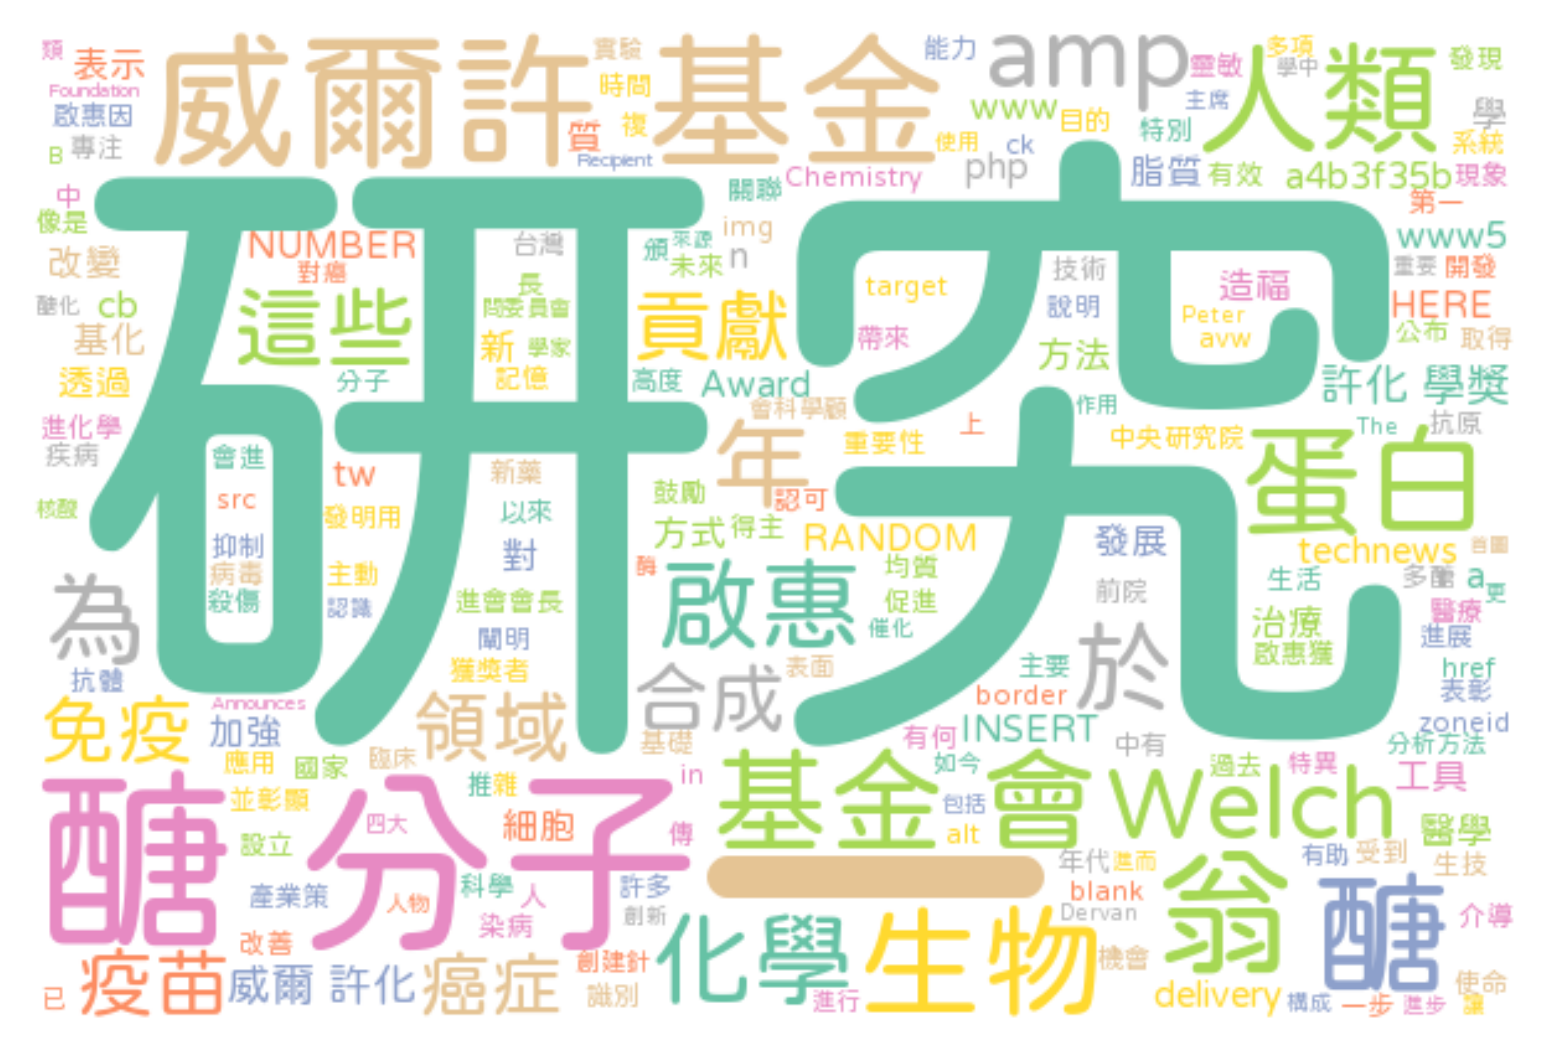 類 表示 威爾許基金 實驗 能力 amp 多項 人類 發現
Foundation 時間 靈敏 學中
啟惠因 複 www 目的 主席 學
B 專注 質 使用 ck 特別 系統
Recipient php 脂質 有效 a4b3f35b 現象
中 研究 關聯 Chemistry 第一
像是 NUMBER 台灣 頒 來源 img www5
改變 對癌 未來 n 技術 造福 重要 開發
醣化 cb 這些 長 問委員會 貢獻 target 說明 Peter HERE
基化 新 學家 帶來 方法 avw 公布 取得
透過 分子 記憶 高度 Award 許化 學獎
進化學 會科學顧 作用 The 抗原
疾病 會進 tw 新藥 年 重要性 上 中央研究院 蛋白
核酸 src 發明用 以來 鼓勵 認可
抑制 對 方式 得主 RANDOM 發展 technews 首圖
病毒 主動 酶 啟惠 均質 生活 多醣 a
為 殺傷 認識 進會會長 促進 前院 更 醫療
闡明 催化 治療 進展
抗體 獲獎者 合成 表面 主要 於 啟惠獲 href
免疫 Announces 領域 border 表彰
加強 基礎 有何 INSERT 中有 zoneid
應用 國家 臨床 如今 過去 特異 分析方法
醣分子 並彰顯 推 雜 in 基金會 Welch 工具
四大 細胞 傳 包括 醫學
設立 alt 年代 進而 有助 受到 生技
產業策 人物 科學 人 許多 ー blank 翁 醣
染病 創新 化學 生物 Dervan 介導
改善 創建針 機會
已 疫苗 威爾 許化 癌症 識別 進行 delivery 構成 一步 進步 使命 讓